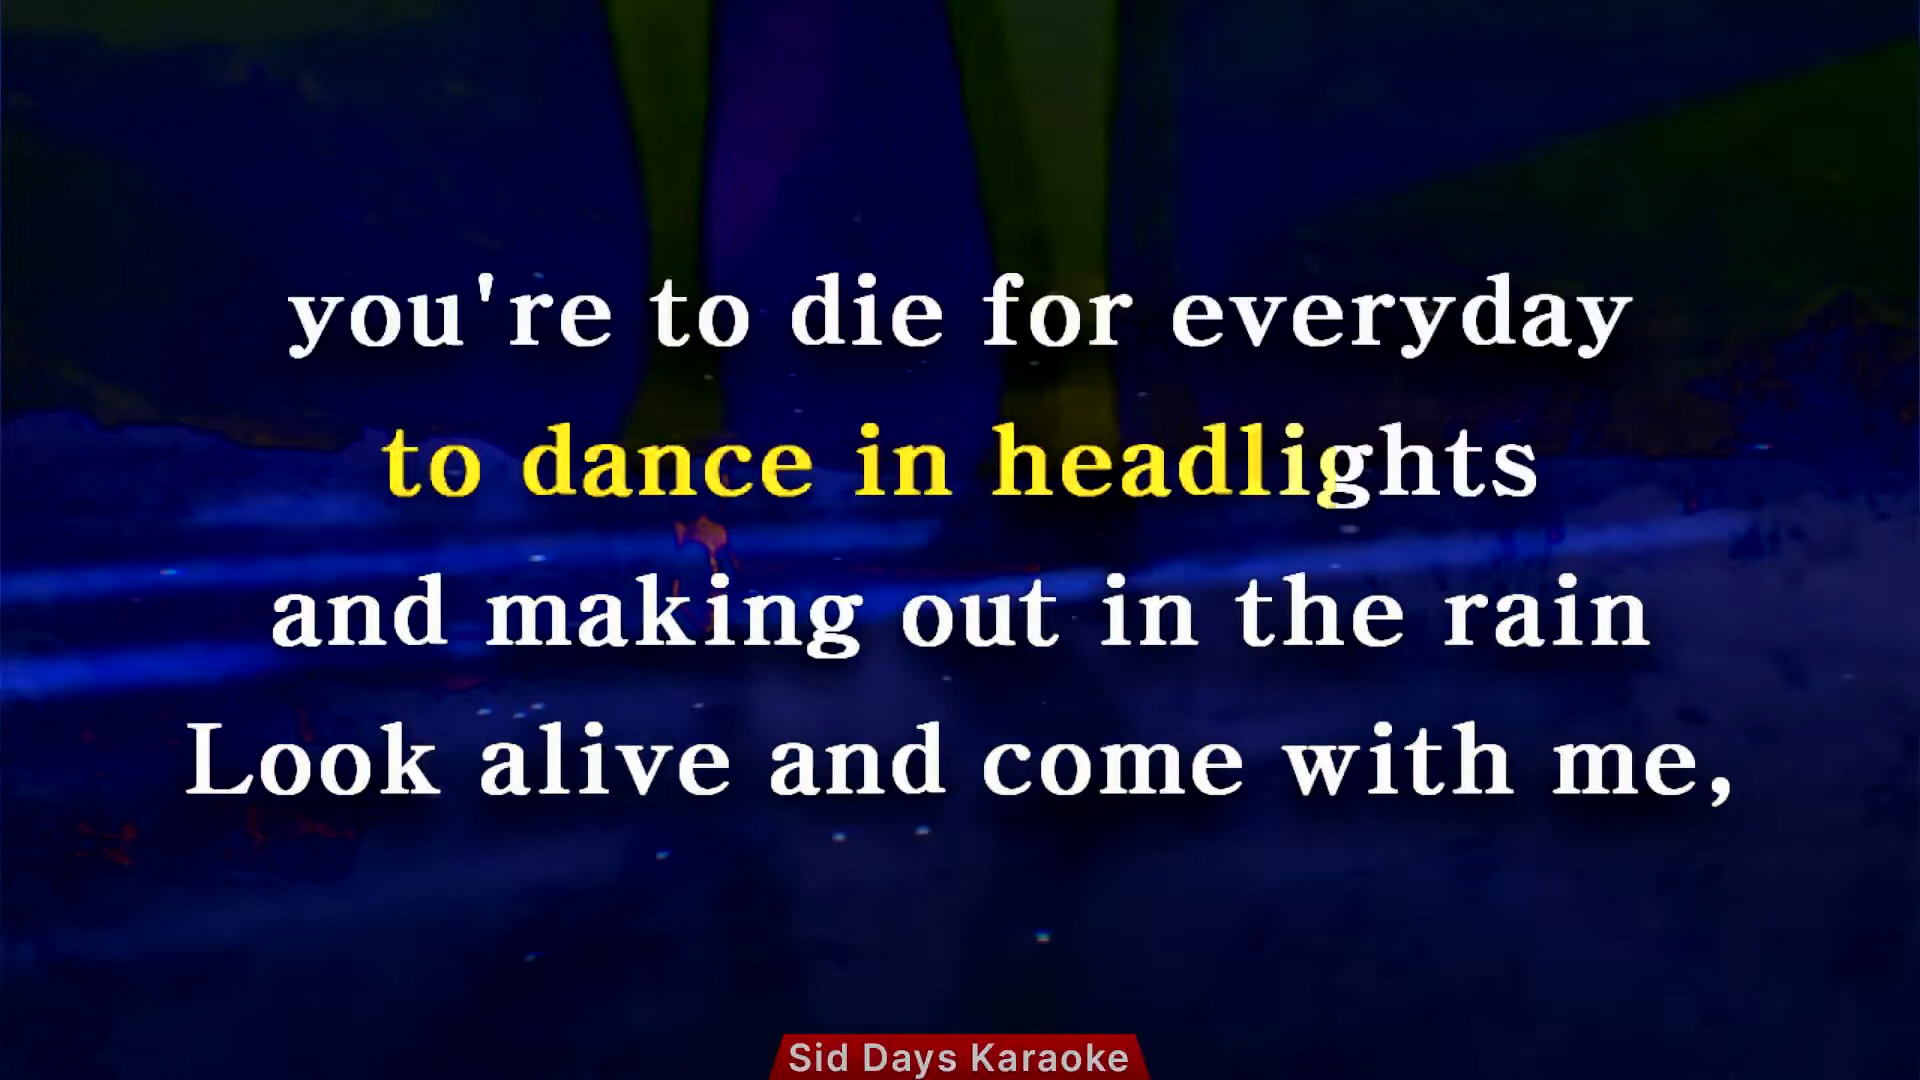 you're to die for everyday
to dance in headlights
and making out in the rain
Look alive and come with me,
Sid Days Karaoke